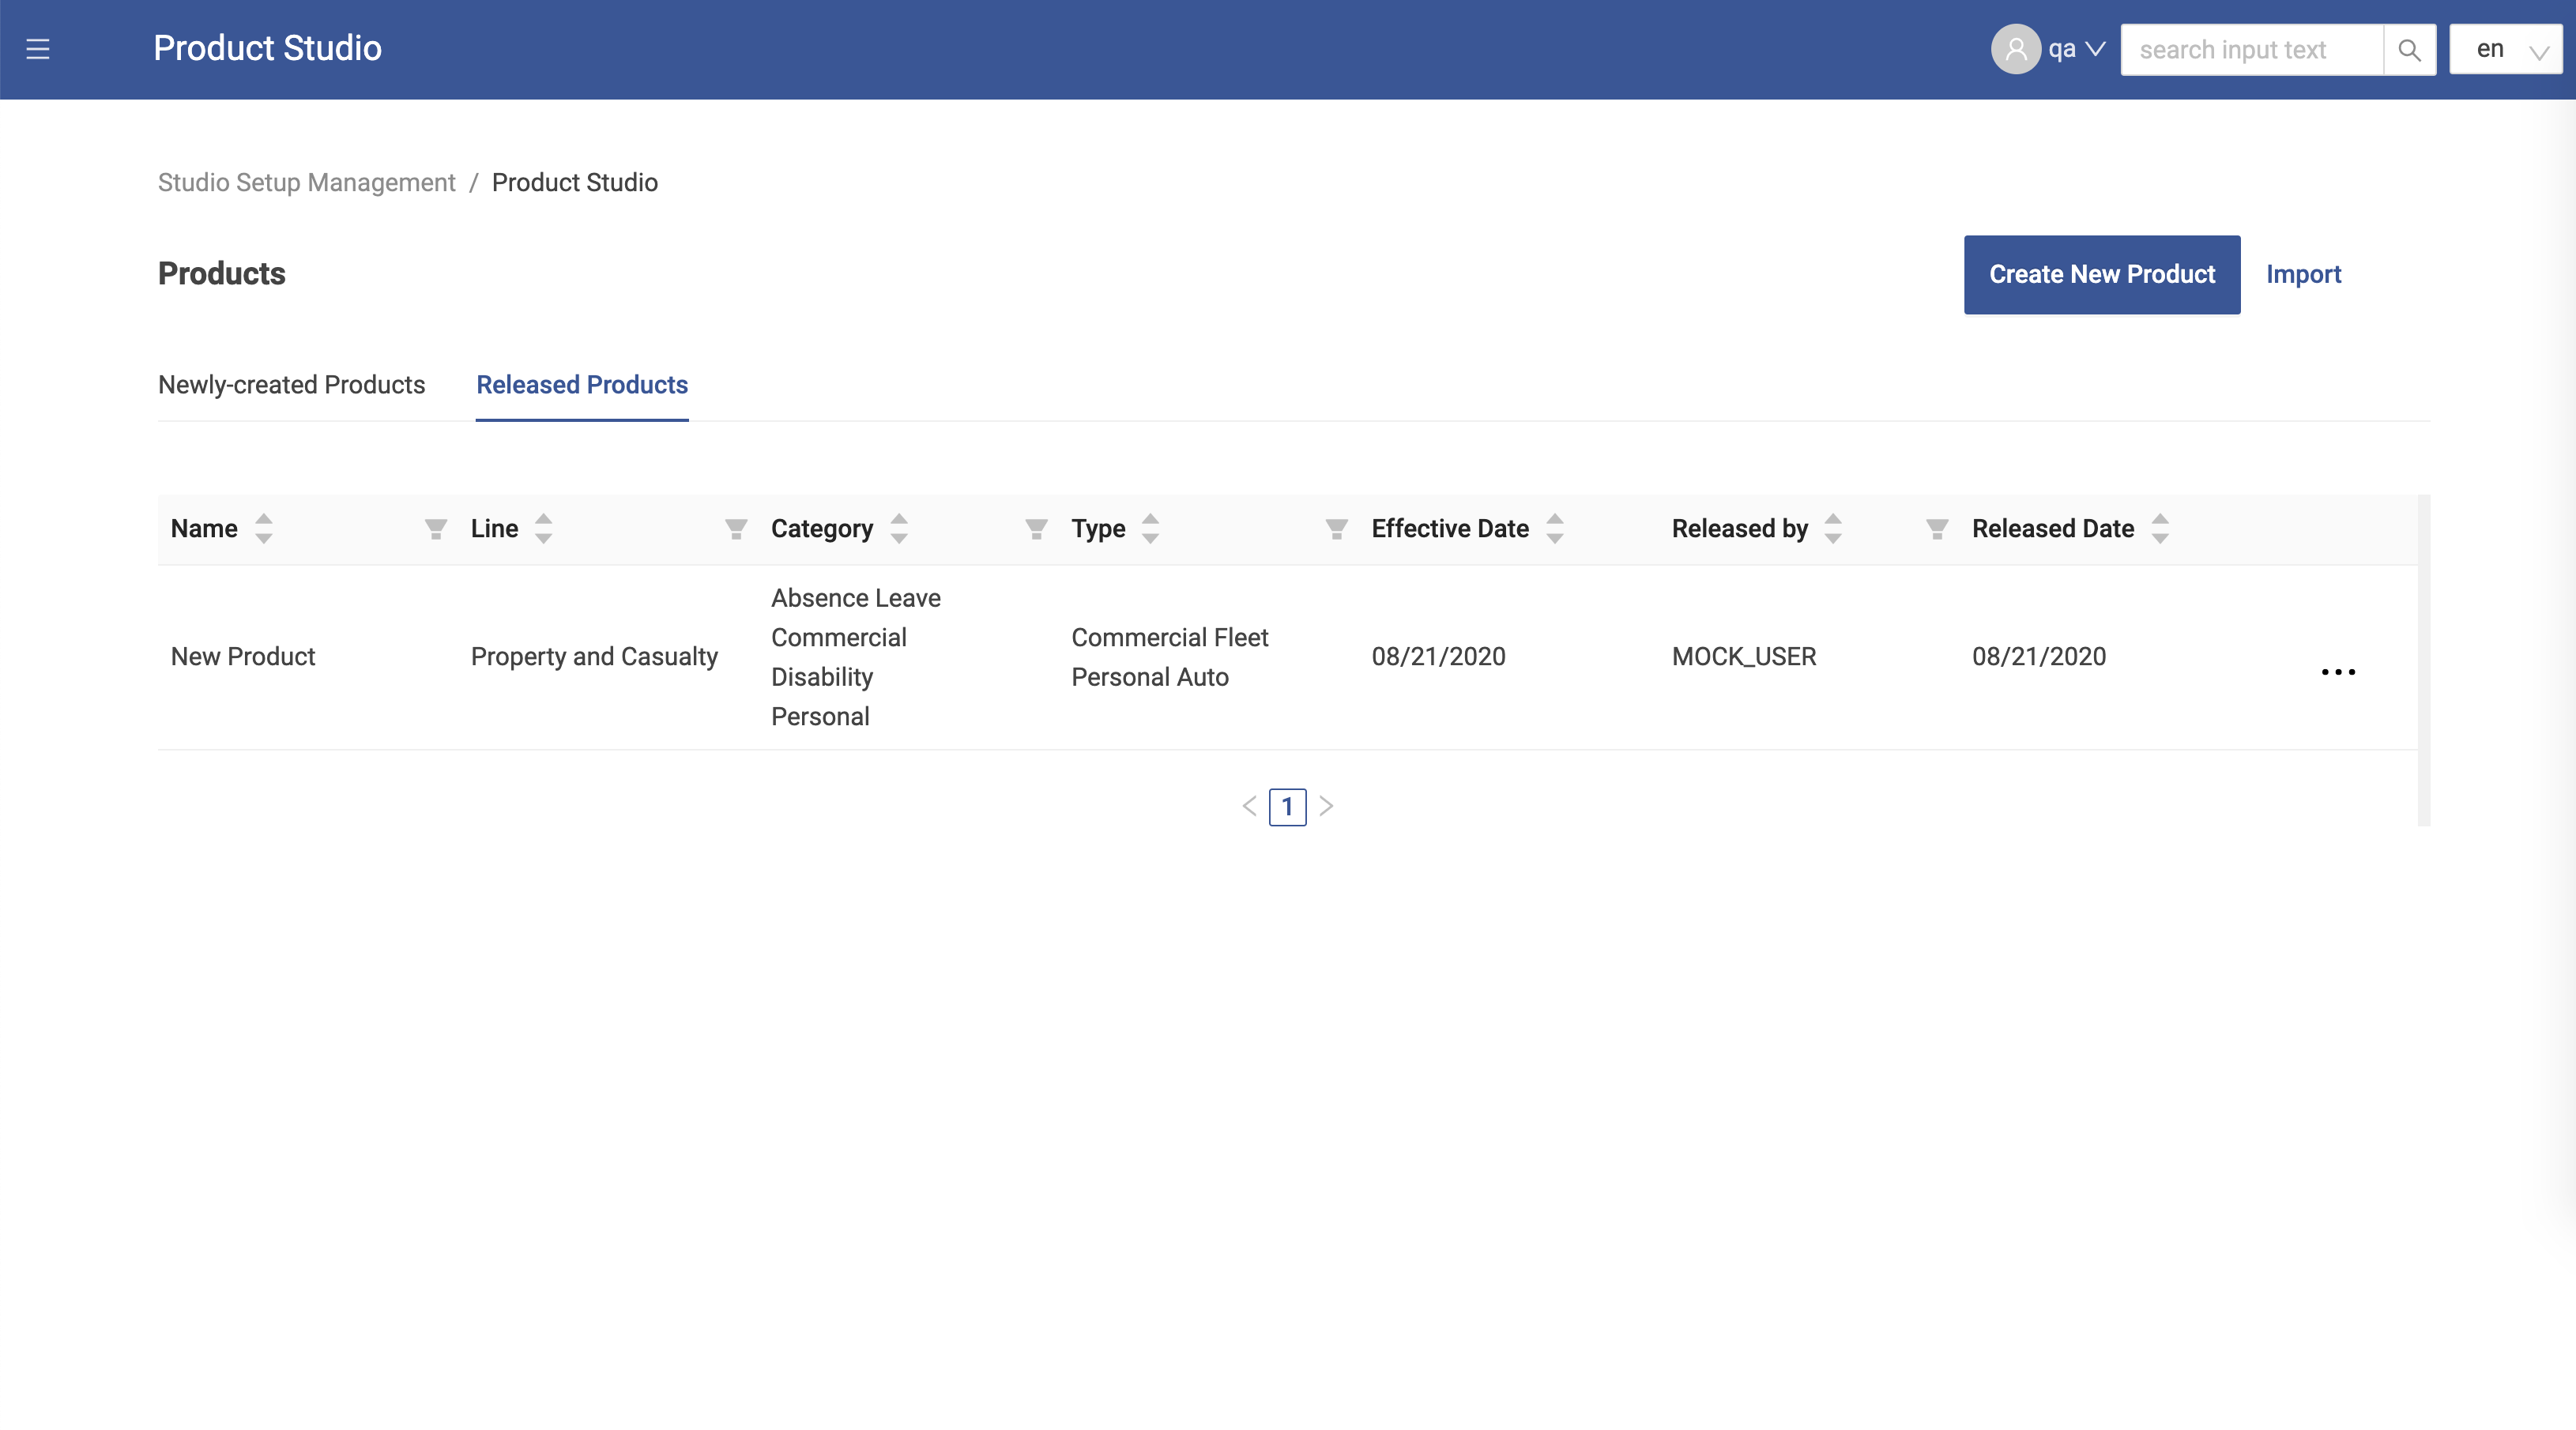 Product Studio
qa
search input text
en
Studio Setup Management / Product Studio
Products
Create New Product
Import
Newly-created Products
Released Products
Name
Line
Category
Type
Effective Date
Released by
Released Date
New Product
Property and Casualty
Absence Leave
Commercial
Disability
Personal
Commercial Fleet
Personal Auto
08/21/2020
MOCK_USER
08/21/2020
1